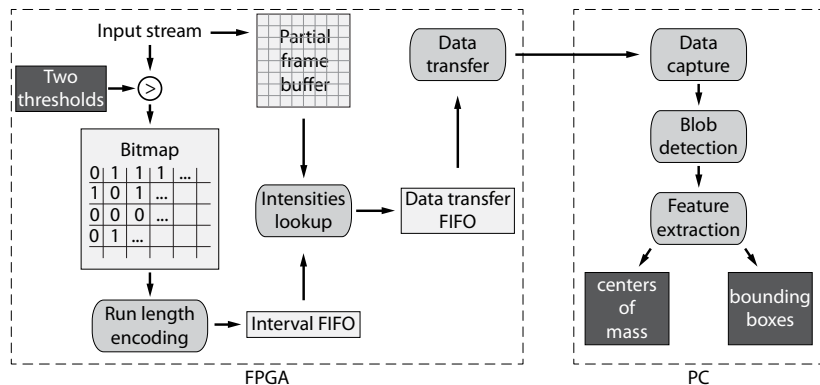 Input stream
Partial
frame
buffer
Data
transfer
Data
capture
Two
thresholds
>
Blob
detection
Bitmap
0 1 1 1 ...
1 0 1 ...
0 0 0 ...
0 1 ...
Intensities
lookup
Data transfer
FIFO
Feature
extraction
Run length
encoding
Interval FIFO
centers
of
mass
bounding
boxes
FPGA
PC